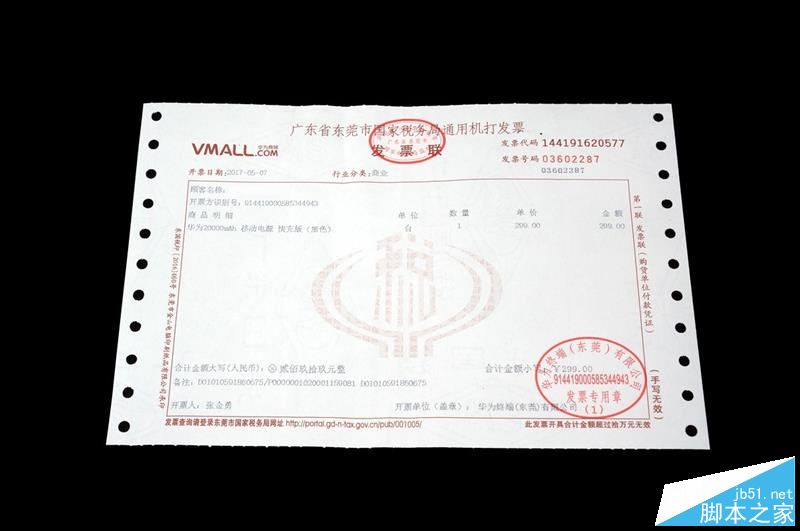 广东省东莞市国家税务局通用机打发票
VMALL.COM 华为商城
发票联
发票代码 144191620577
发票号码 03602287
03602287
开票日期:2017-05-07 行业分类:商业
顾客名称:
开票方识别号:914419000585344943
商品明细 单位 数量 单价 金额
华为20000mAh 移动电源 快充版(黑色) 台 1 299.00 299.00
第一联 发票联(购货单位付款凭证)
(手写无效)
合计金额大写(人民币): ⊗ 贰佰玖拾玖元整 合计金额小写:¥299.00
备注: DO1010591860675/P0000001020001159081 DO1010591860675
开票人: 张金勇 开票单位(盖章): 华为终端(东莞)有限公司
华为终端(东莞)有限公司
914419000585344943
发票专用章
(1)
发票查询请登录东莞市国家税务局网址 http://portal.gd-n-tax.gov.cn/pub/001005/ 此发票开具合计金额超过拾万元无效
jb51.net
脚本之家